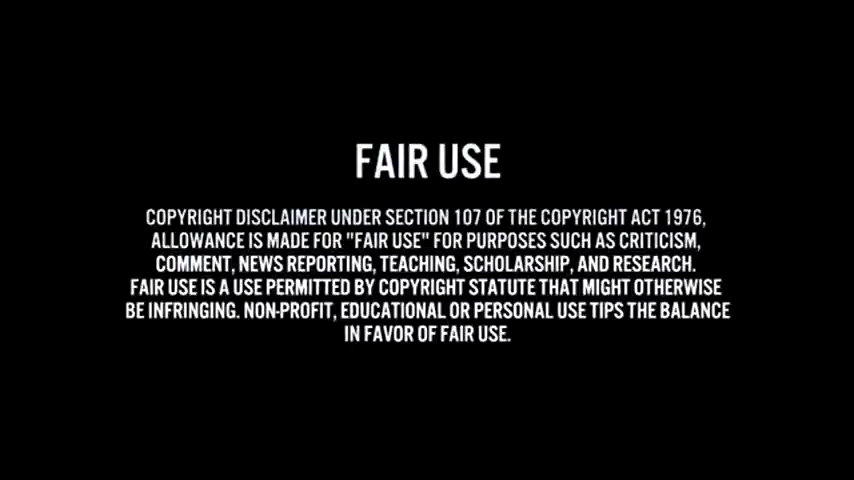 FAIR USE
COPYRIGHT DISCLAIMER UNDER SECTION 107 OF THE COPYRIGHT ACT 1976,
ALLOWANCE IS MADE FOR "FAIR USE" FOR PURPOSES SUCH AS CRITICISM,
COMMENT, NEWS REPORTING, TEACHING, SCHOLARSHIP, AND RESEARCH.
FAIR USE IS A USE PERMITTED BY COPYRIGHT STATUTE THAT MIGHT OTHERWISE
BE INFRINGING. NON-PROFIT, EDUCATIONAL OR PERSONAL USE TIPS THE BALANCE
IN FAVOR OF FAIR USE.